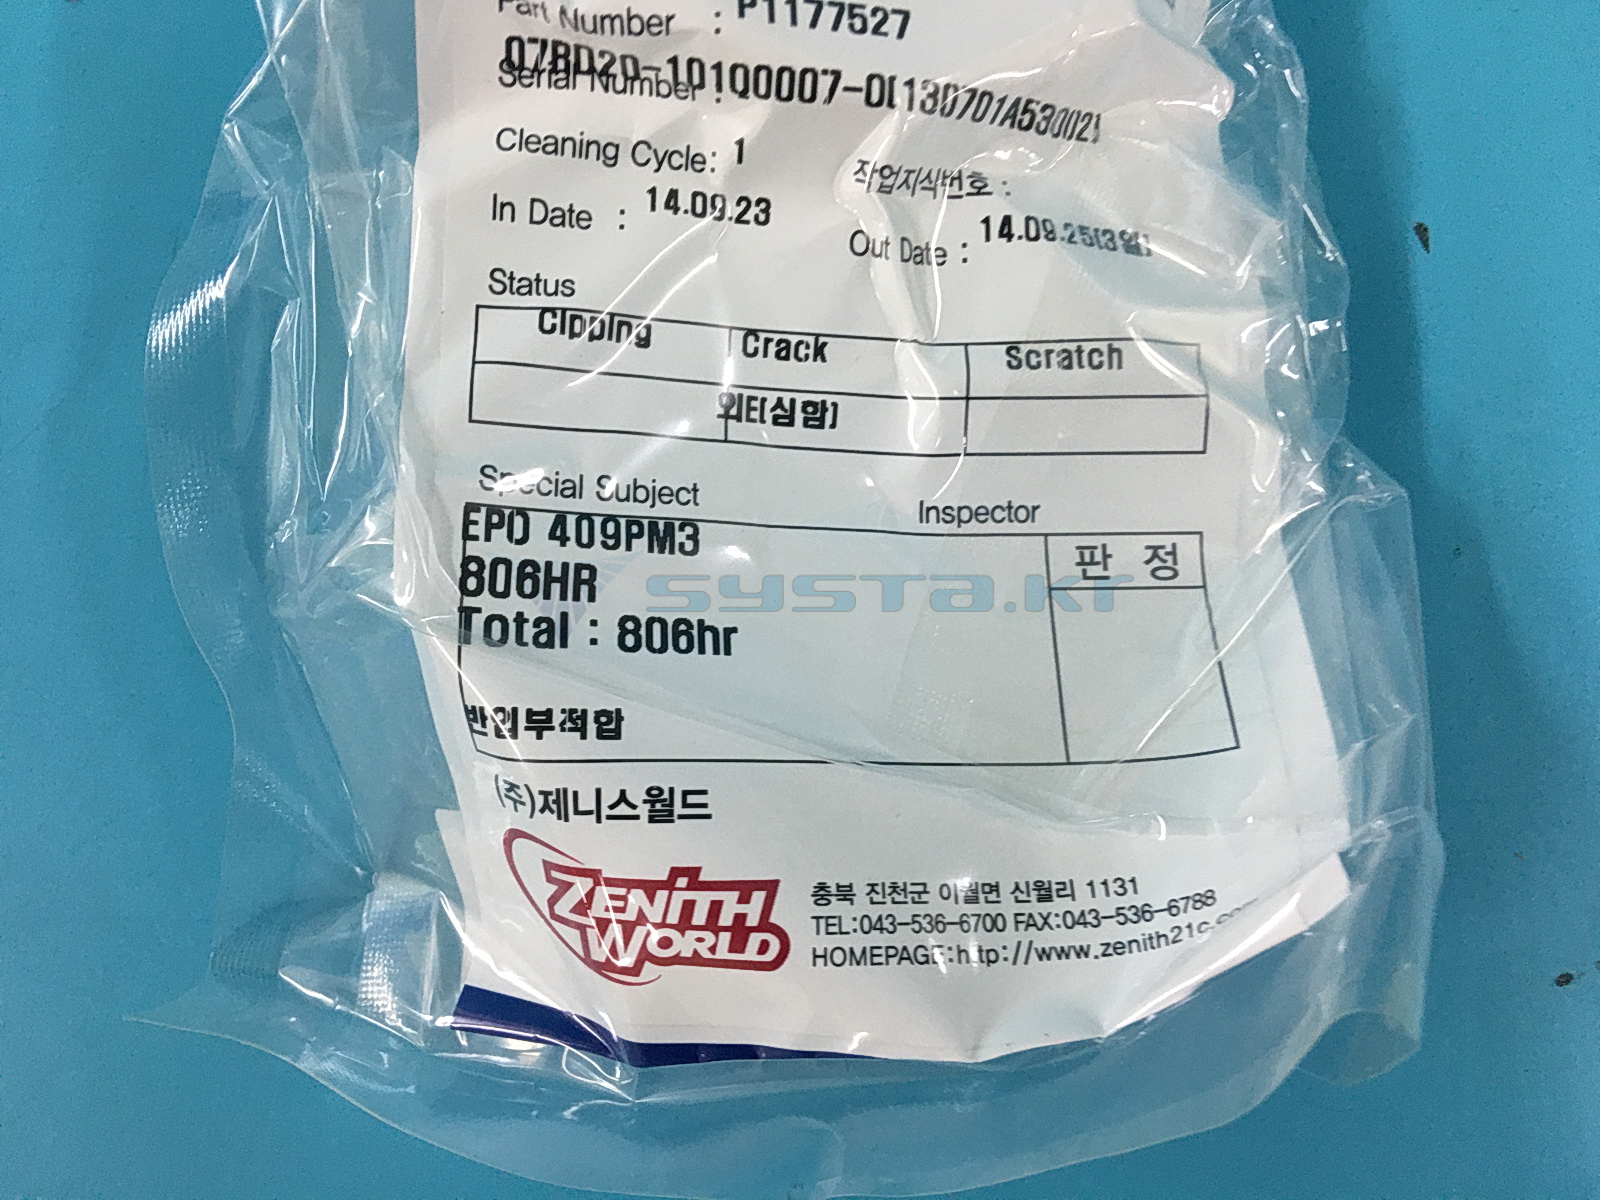 Part Number : P1177527
07BD20-10100007-0(130701A53002)
Serial Number :
Cleaning Cycle: 1
작업지식번호 :
In Date : 14.09.23
Out Date : 14.09.25(3일)
Status
Clpplng Crack Scratch
외E(심함)
Special Subject
Inspector
EPD 409PM3
판 정
806HR
systa.kr
Total : 806hr
반입부적합
(주)제니스월드
ZENITH WORLD
충북 진천군 이월면 신월리 1131
TEL:043-536-6700 FAX:043-536-6788
HOMEPAGE:http://www.zenith21c.com